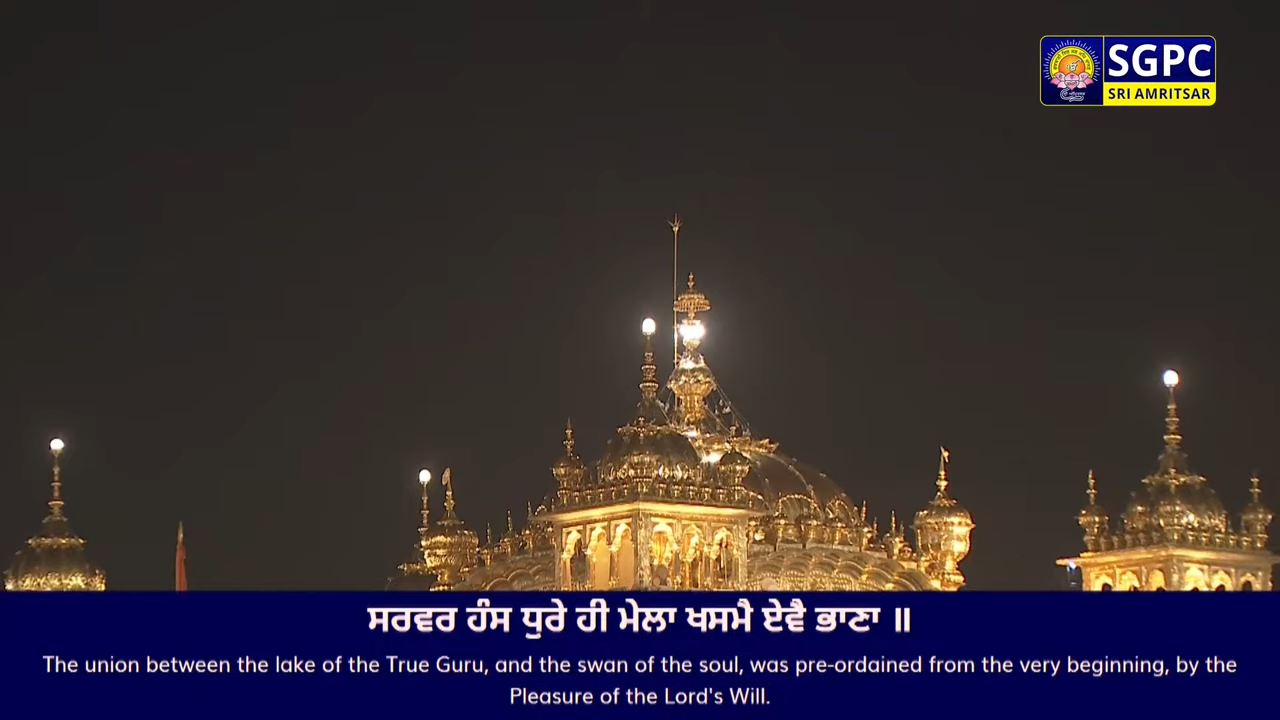 SGPC
SRI AMRITSAR
ਸਰਵਰ ਹੰਸ ਧੁਰੇ ਹੀ ਮੇਲਾ ਖਸਮੈ ਏਵੈ ਭਾਣਾ ॥
The union between the lake of the True Guru, and the swan of the soul, was pre-ordained from the very beginning, by the
Pleasure of the Lord's Will.